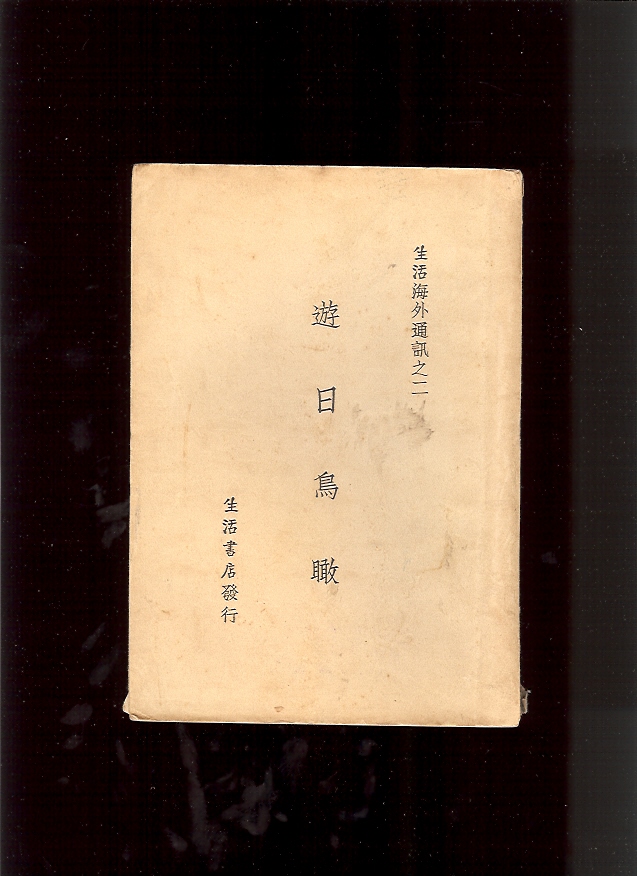 生活海外通訊之二
遊日鳥瞰
生活書店發行